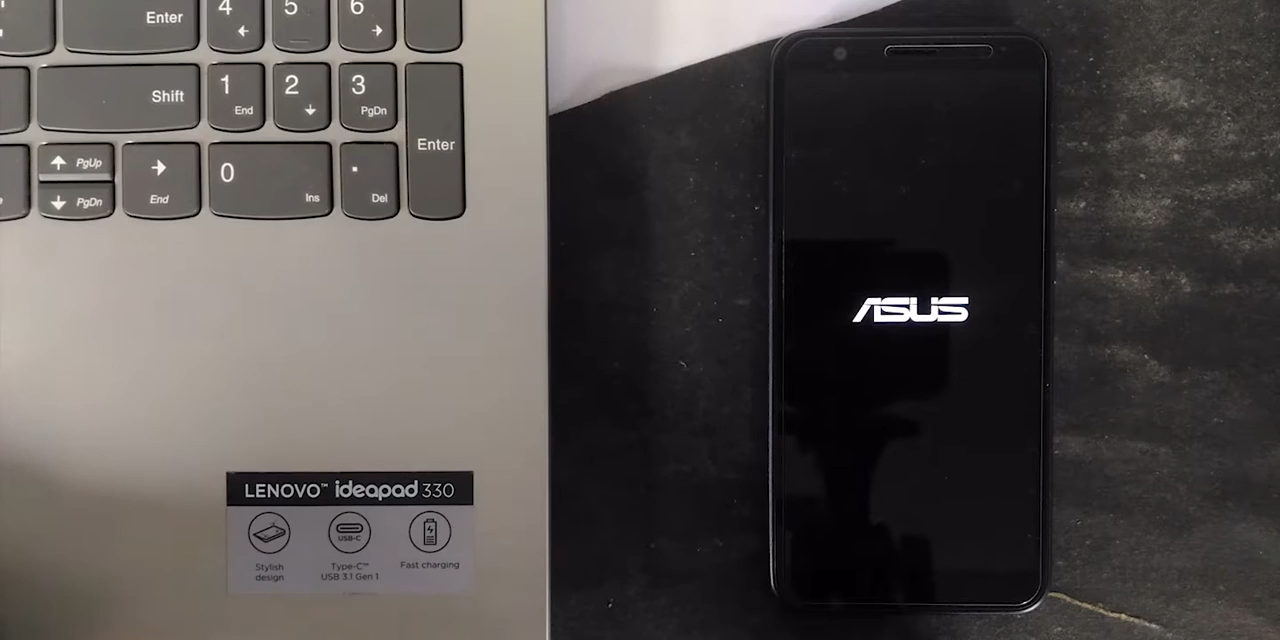 Enter
4
5
6
Shift
1
End
2
3
PgDn
Enter
PgUp
PgDn
End
0
Ins
.
Del
ASUS
LENOVO™ ideapad 330
USB-C
Stylish
design
Type-C™
USB 3.1 Gen 1
Fast charging